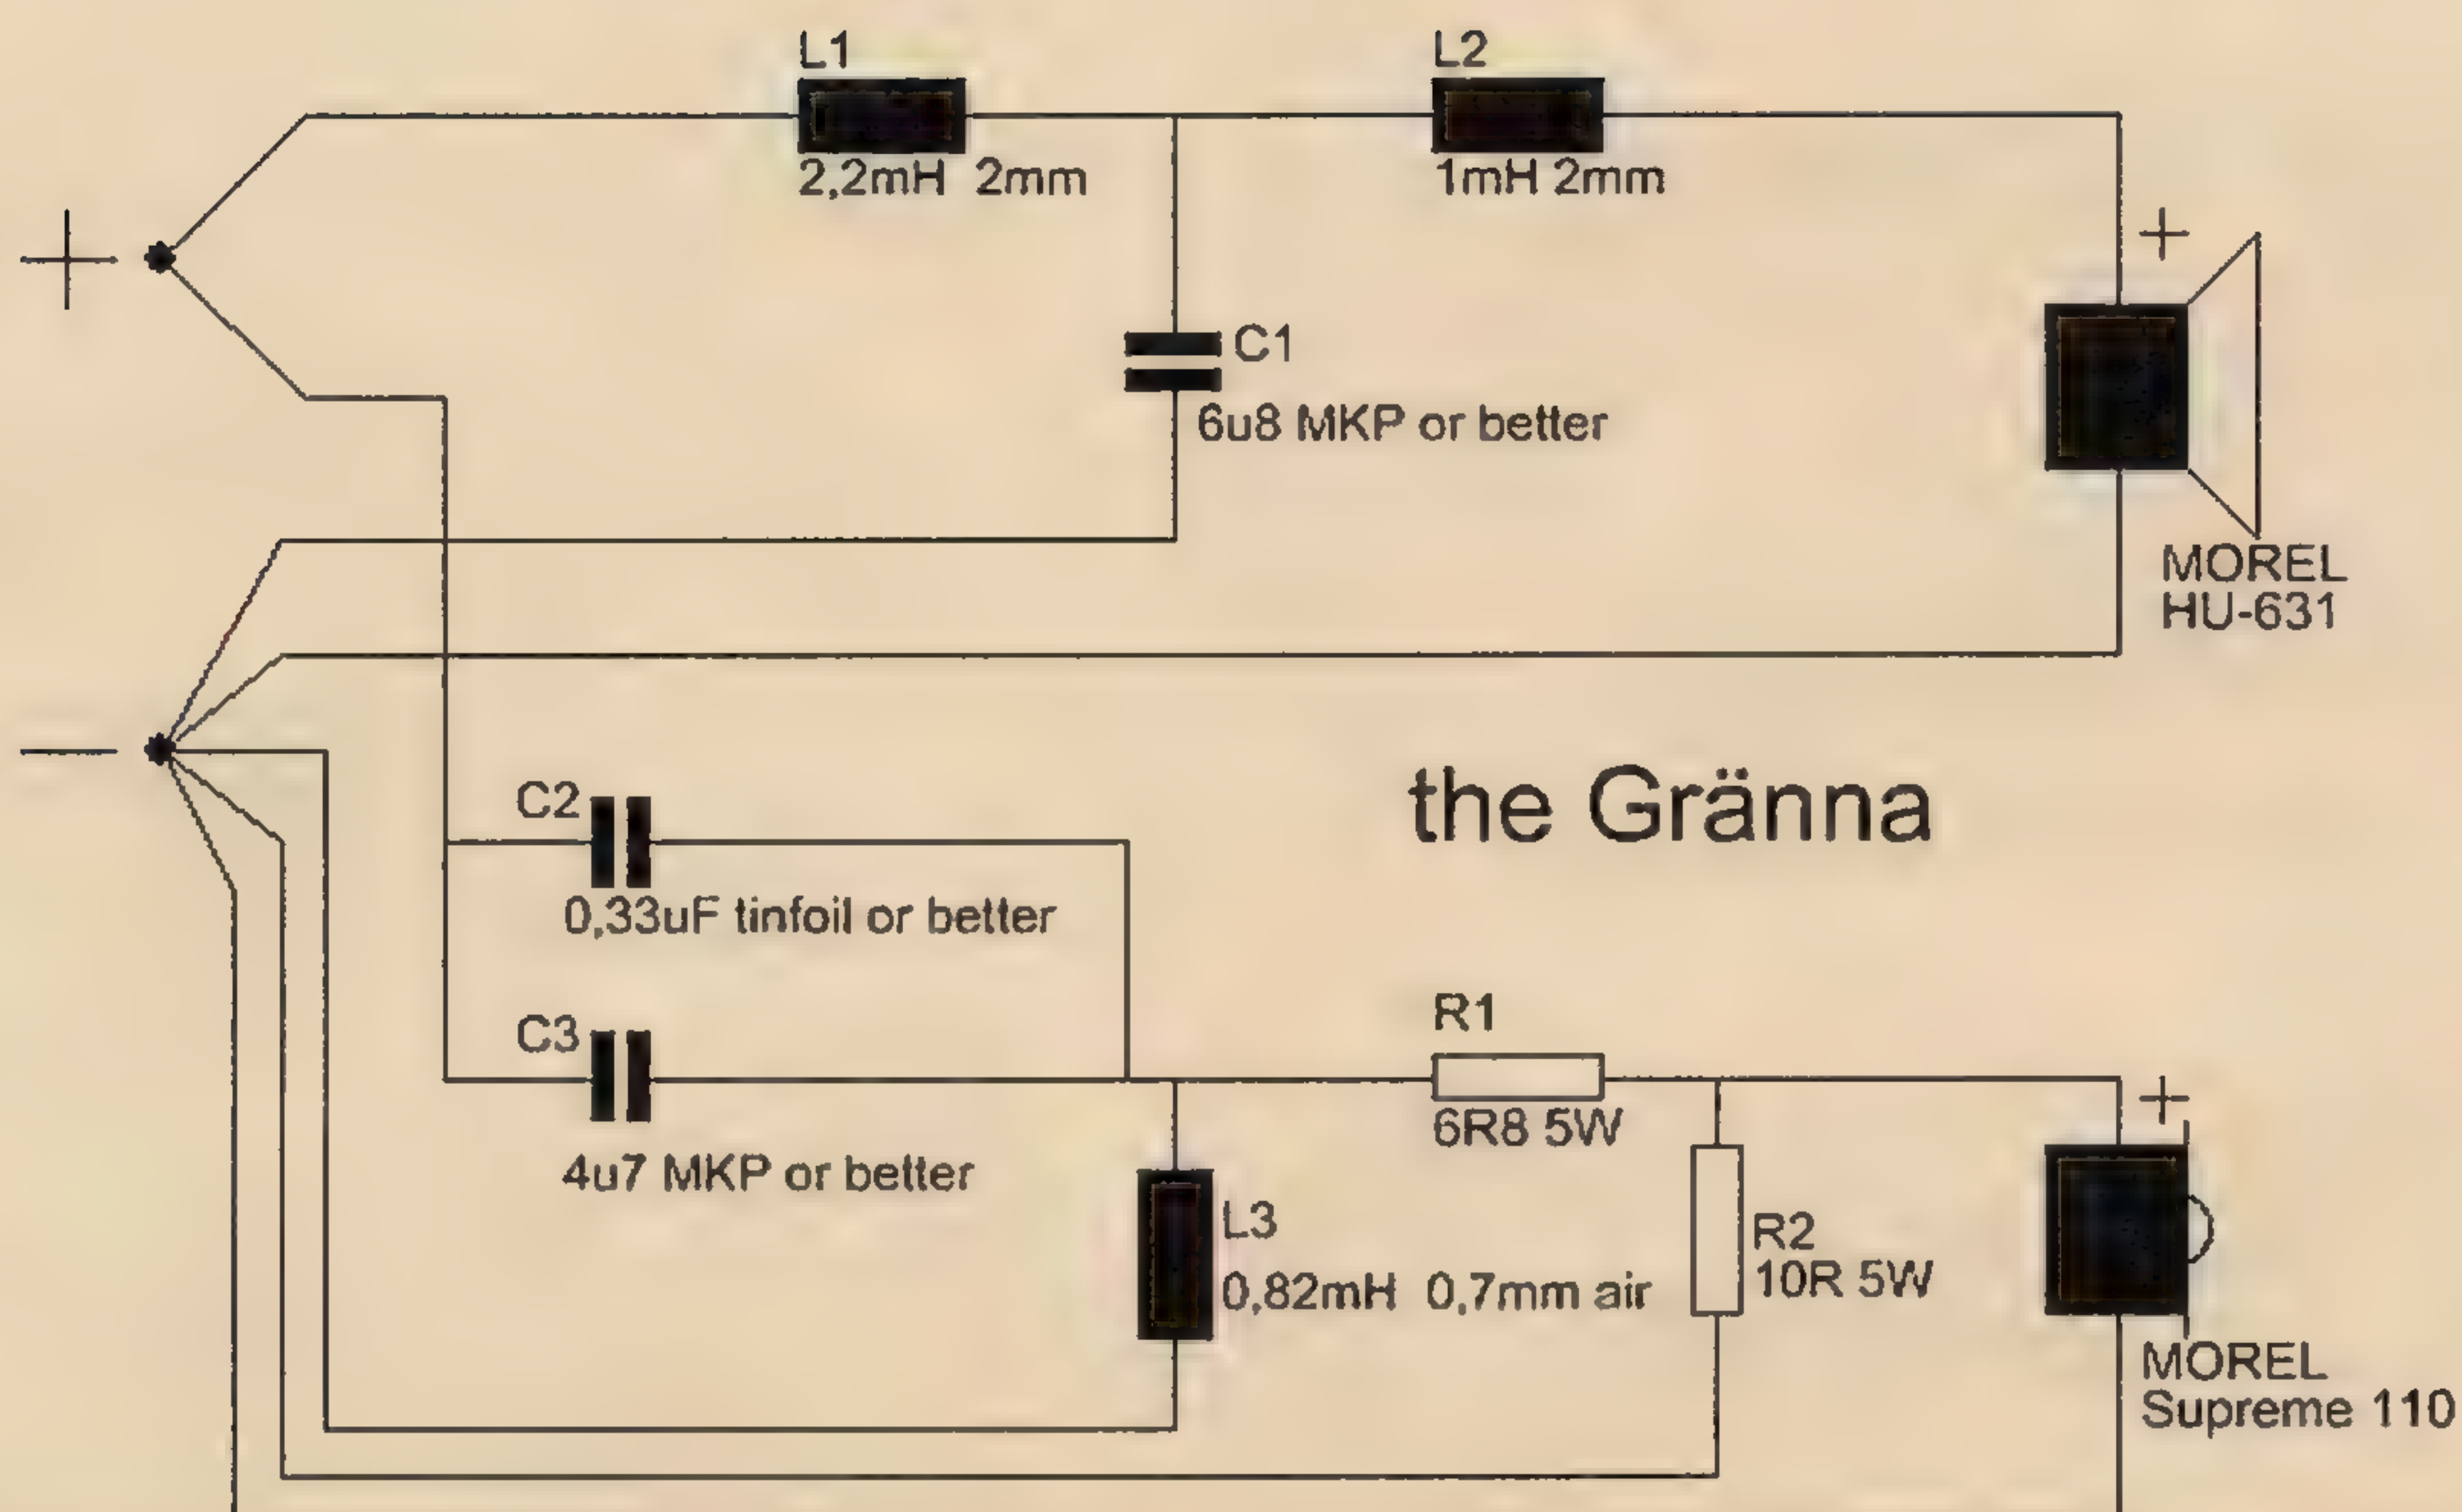 L1
2,2mH 2mm
L2
1mH 2mm
+
+
C1
6u8 MKP or better
MOREL
HU-631
—
the Gränna
C2
0,33uF tinfoil or better
C3
4u7 MKP or better
R1
6R8 5W
+
L3
0,82mH 0,7mm air
R2
10R 5W
MOREL
Supreme 110